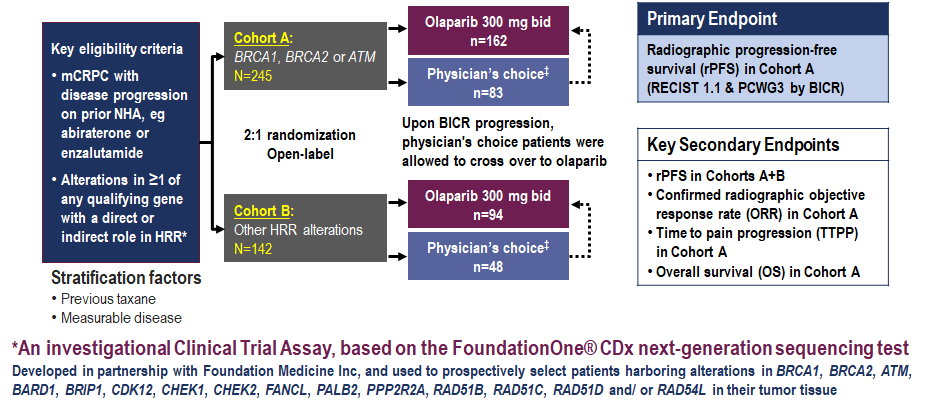 Key eligibility criteria
• mCRPC with
disease progression
on prior NHA, eg
abiraterone or
enzalutamide
• Alterations in ≥1 of
any qualifying gene
with a direct or
indirect role in HRR*
Stratification factors
• Previous taxane
• Measurable disease
Cohort A:
BRCA1, BRCA2 or ATM
N=245
2:1 randomization
Open-label
Cohort B:
Other HRR alterations
N=142
Olaparib 300 mg bid
n=162
Physician's choice‡
n=83
Upon BICR progression,
physician's choice patients were
allowed to cross over to olaparib
Olaparib 300 mg bid
n=94
Physician's choice‡
n=48
Primary Endpoint
Radiographic progression-free
survival (rPFS) in Cohort A
(RECIST 1.1 & PCWG3 by BICR)
Key Secondary Endpoints
• rPFS in Cohorts A+B
• Confirmed radiographic objective
response rate (ORR) in Cohort A
• Time to pain progression (TTPP)
in Cohort A
• Overall survival (OS) in Cohort A
*An investigational Clinical Trial Assay, based on the FoundationOne® CDx next-generation sequencing test
Developed in partnership with Foundation Medicine Inc, and used to prospectively select patients harboring alterations in BRCA1, BRCA2, ATM,
BARD1, BRIP1, CDK12, CHEK1, CHEK2, FANCL, PALB2, PPP2R2A, RAD51B, RAD51C, RAD51D and/ or RAD54L in their tumor tissue